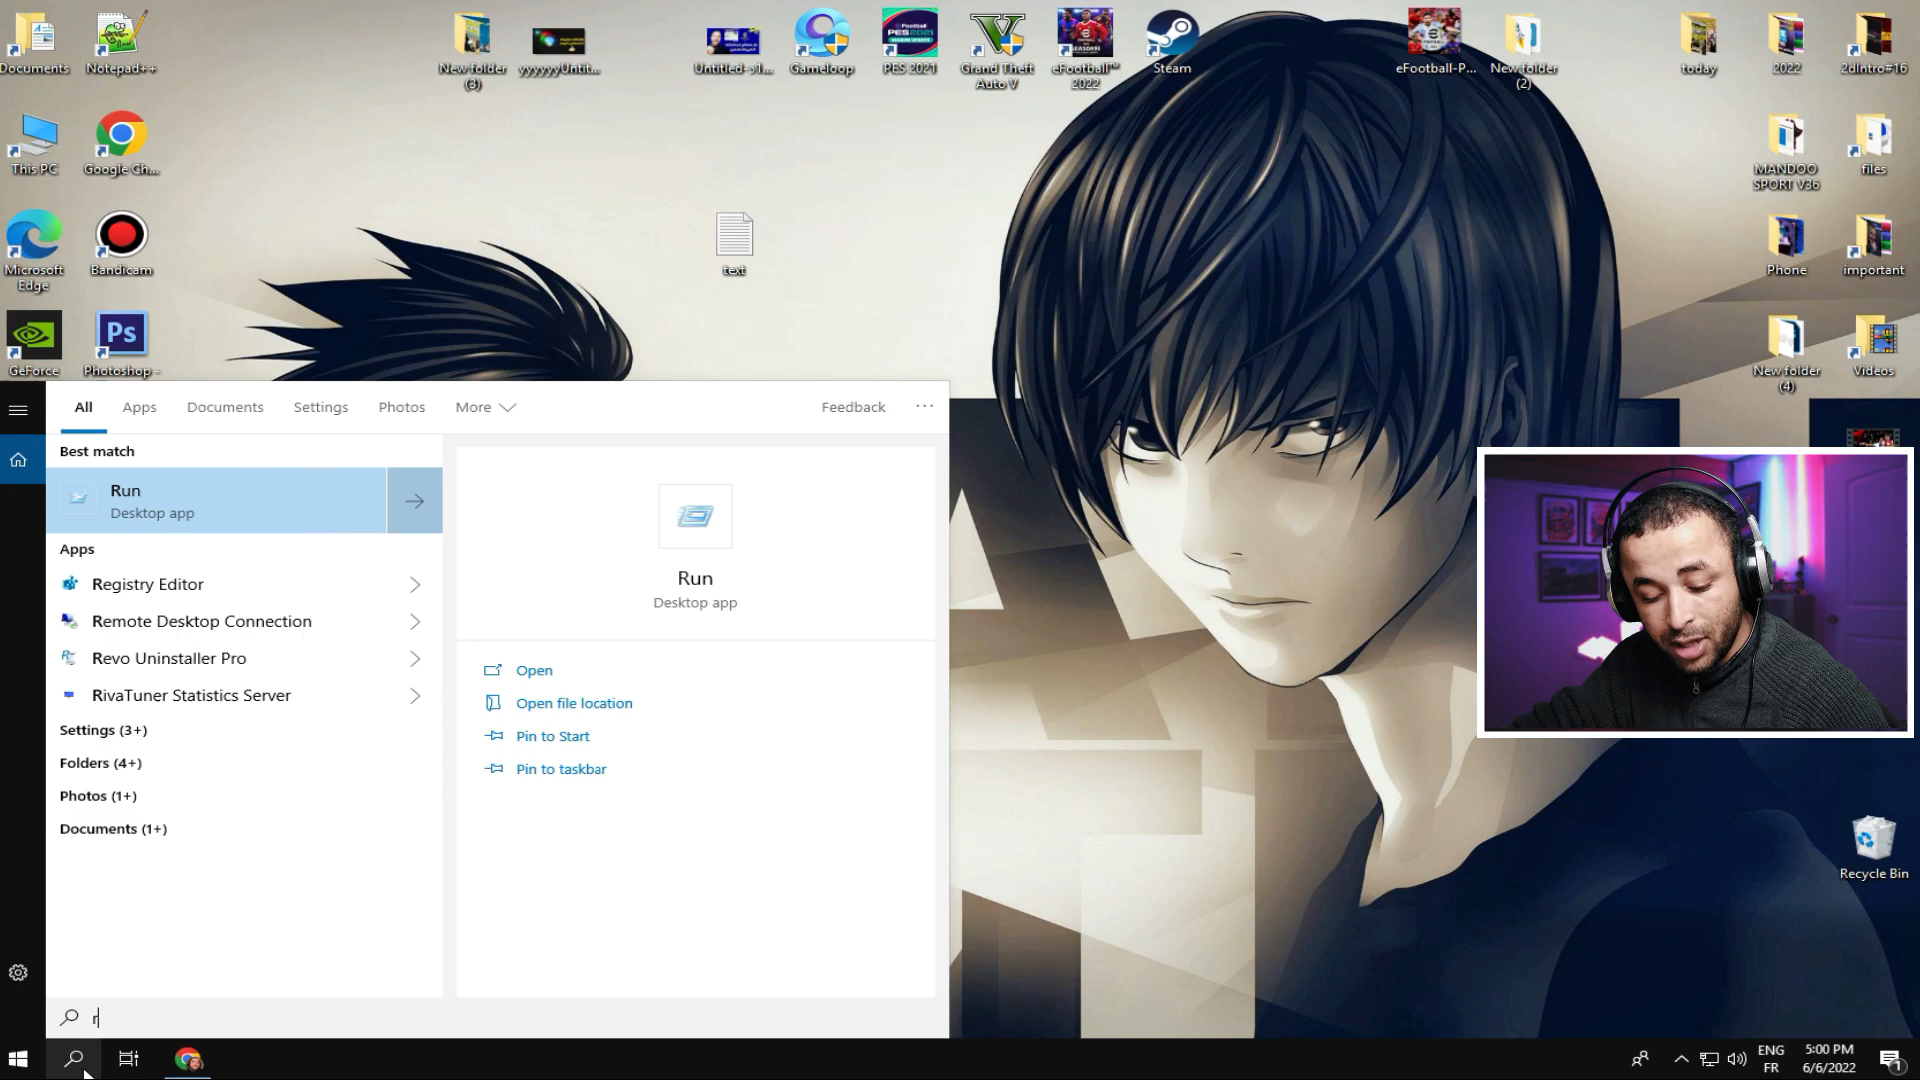 Documents
Notepad++
New folder
(3)
yyyyyyUntit...
Untitled-1...
Gameloop
PES 2021
Grand Theft
Auto V
eFootball™
2022
Steam
eFootball-P...
New folder
(2)
today
2022
2dIntro#16
This PC
Google Ch...
MANDOO
SPORT V36
files
Microsoft
Edge
Bandicam
text
Phone
important
GeForce
Photoshop -
New folder
(4)
Videos
All
Apps
Documents
Settings
Photos
More
Feedback
...
Best match
Run
Desktop app
Apps
Registry Editor
Remote Desktop Connection
Revo Uninstaller Pro
RivaTuner Statistics Server
Settings (3+)
Folders (4+)
Photos (1+)
Documents (1+)
Run
Desktop app
Open
Open file location
Pin to Start
Pin to taskbar
Recycle Bin
r
ENG
FR
5:00 PM
6/6/2022
1